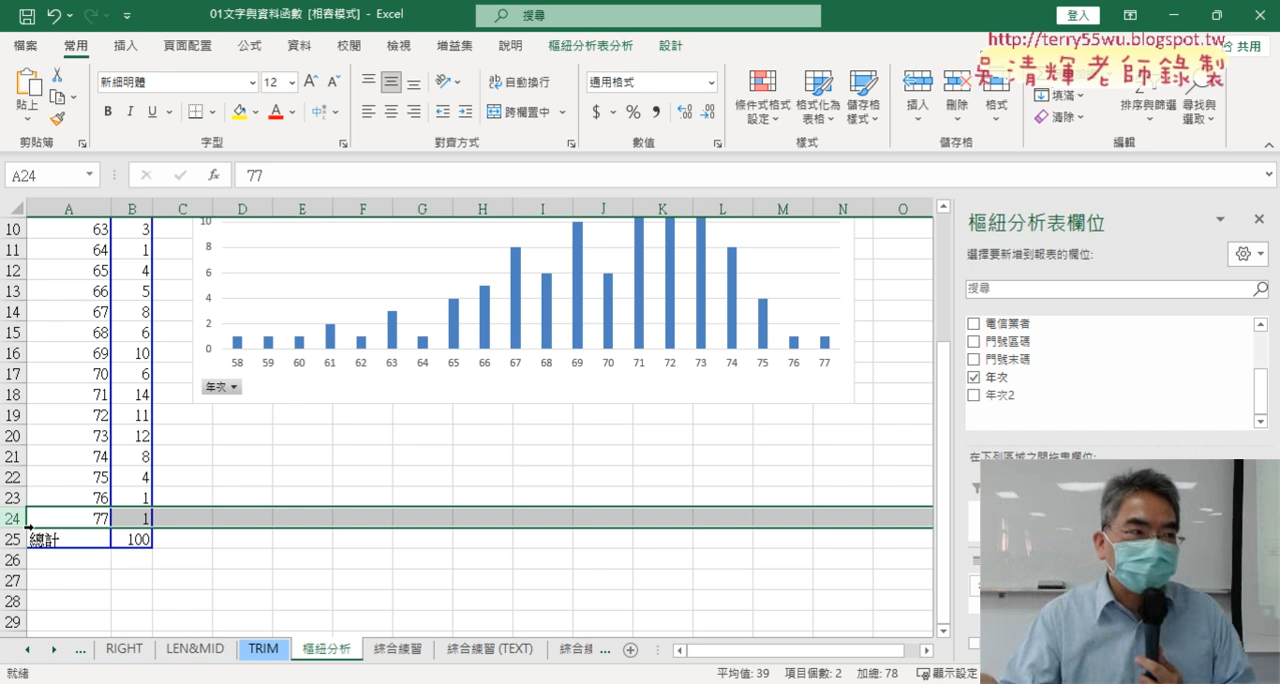 01文字與資料函數 [相容模式] - Excel
搜尋
登入
檔案 常用 插入 頁面配置 公式 資料 校閱 檢視 增益集 說明 樞紐分析表分析 設計
共用
http://terry55wu.blogspot.tw
吳清輝老師錄製
貼上
新細明體 12
自動換行
通用格式
B I U
跨欄置中
$ % 9
條件式格式設定 格式化為表格 儲存格樣式
插入 刪除 格式
填滿
清除
排序與篩選 尋找與選取
剪貼簿 字型 對齊方式 數值 樣式 儲存格 編輯
A24 fx 77
A B C D E F G H I J K L M N O
10 63 3
11 64 1
12 65 4
13 66 5
14 67 8
15 68 6
16 69 10
17 70 6
18 71 14
19 72 11
20 73 12
21 74 8
22 75 4
23 76 1
24 77 1
25 總計 100
26
27
28
29
10
8
6
4
2
0
58 59 60 61 62 63 64 65 66 67 68 69 70 71 72 73 74 75 76 77
年次
樞紐分析表欄位
選擇要新增到報表的欄位:
搜尋
電信業者
門號區碼
門號末碼
年次
年次2
在下列區域之間拖曳欄位:
... RIGHT LEN&MID TRIM 樞紐分析 綜合練習 綜合練習 (TEXT) 綜合 ...
就緒 平均值: 39 項目個數: 2 加總: 78 顯示設定